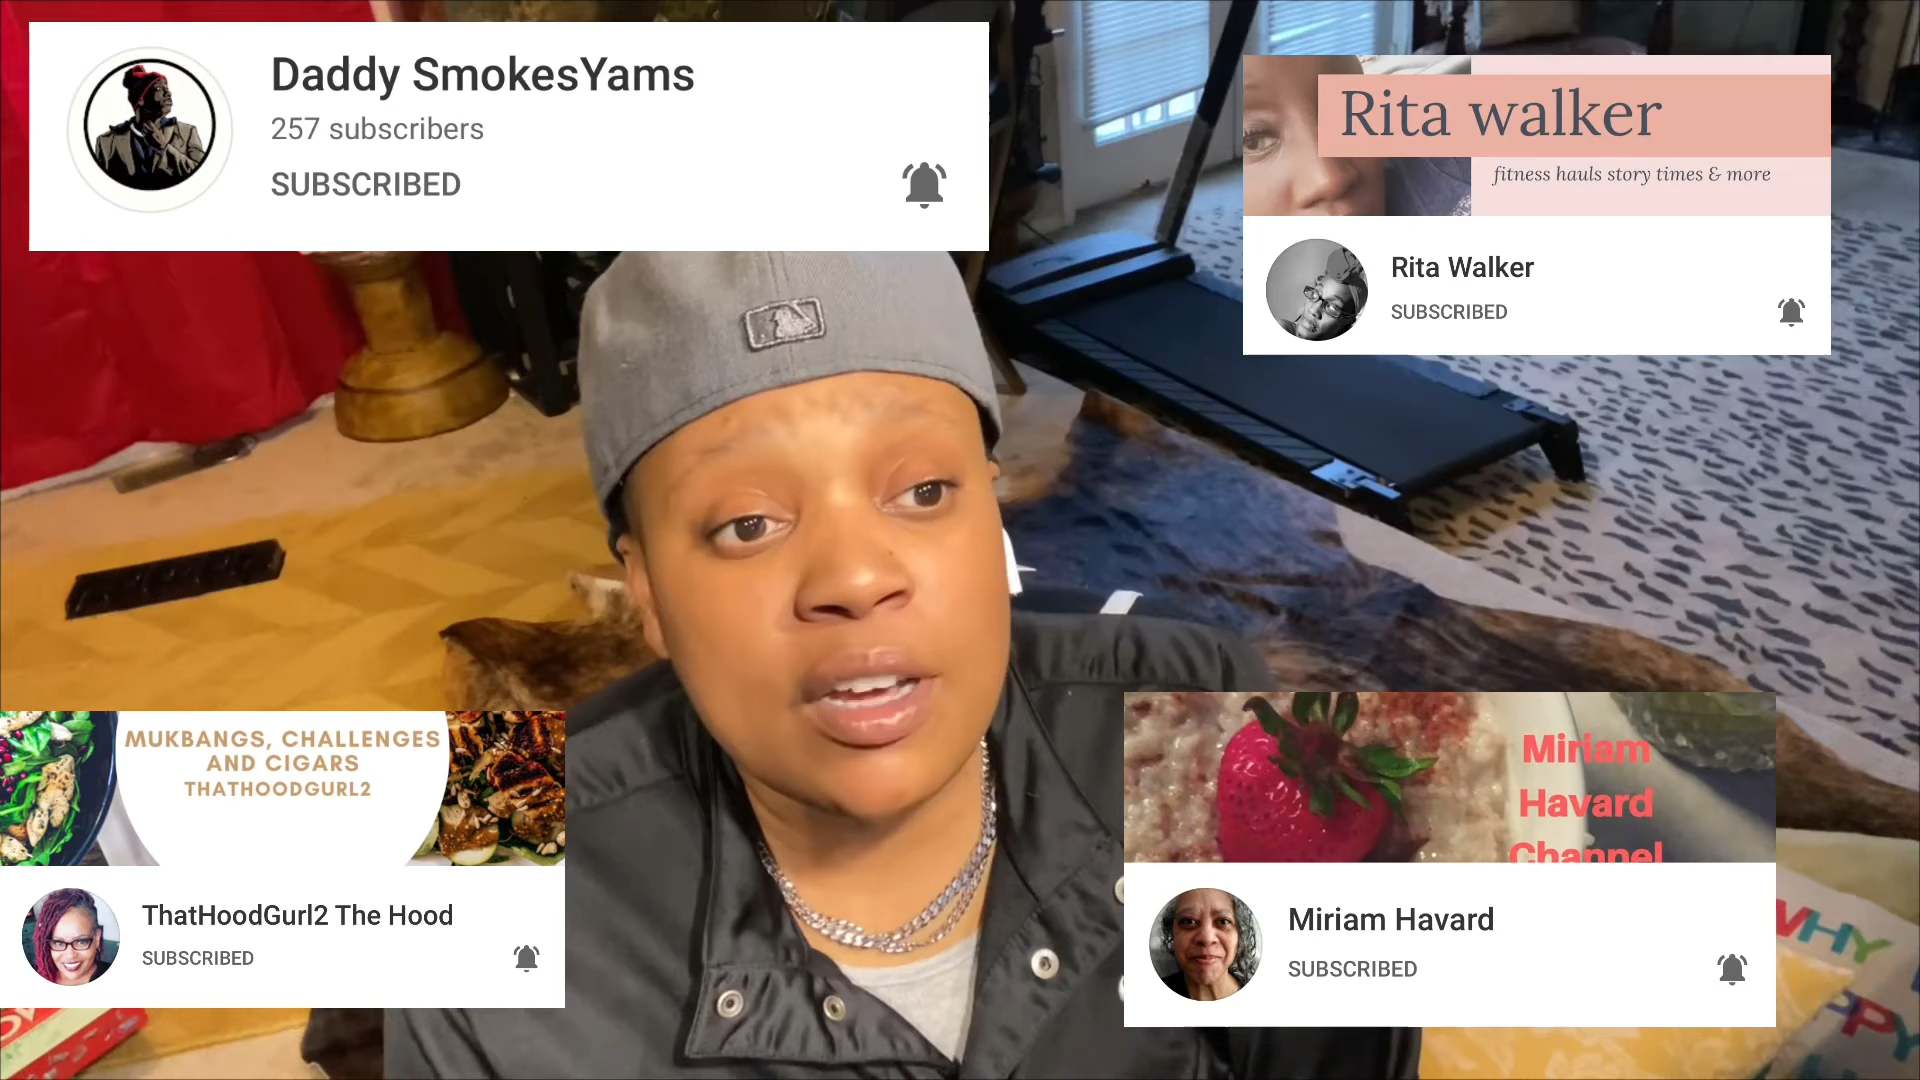 Daddy SmokesYams
257 subscribers
SUBSCRIBED
Rita walker
fitness hauls story times & more
Rita Walker
SUBSCRIBED
MUKBANGS, CHALLENGES
AND CIGARS
THATHOODGURL2
ThatHoodGurl2 The Hood
SUBSCRIBED
Miriam
Havard
Channel
Miriam Havard
SUBSCRIBED
WHY